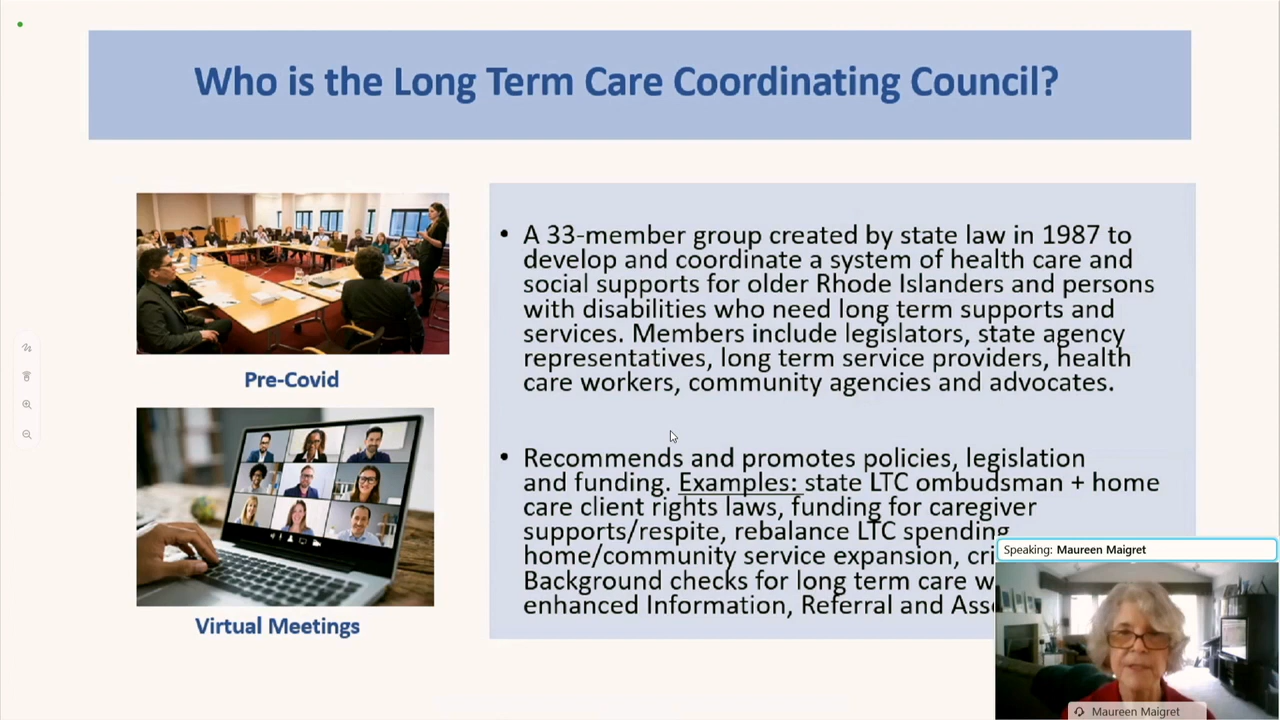 Who is the Long Term Care Coordinating Council?
Pre-Covid
Virtual Meetings
• A 33-member group created by state law in 1987 to
develop and coordinate a system of health care and
social supports for older Rhode Islanders and persons
with disabilities who need long term supports and
services. Members include legislators, state agency
representatives, long term service providers, health
care workers, community agencies and advocates.
• Recommends and promotes policies, legislation
and funding. Examples: state LTC ombudsman + home
care client rights laws, funding for caregiver
supports/respite, rebalance LTC spending
home/community service expansion,
Background checks for long term care
enhanced Information, Referral and
Speaking: Maureen Maigret
Maureen Maigret